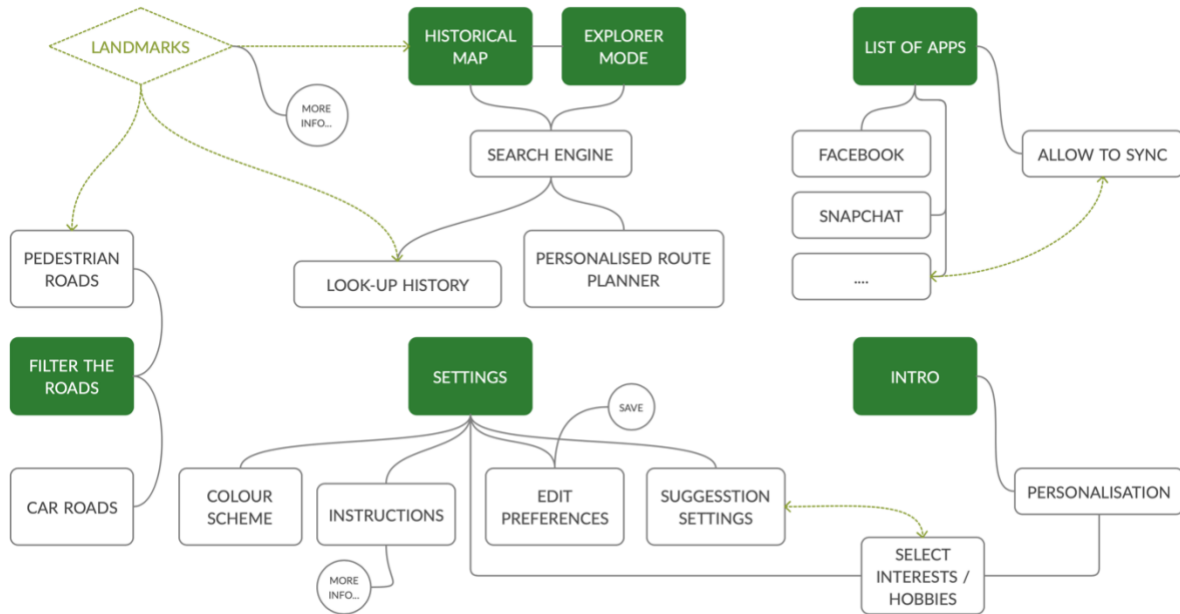 LANDMARKS
HISTORICAL
MAP
EXPLORER
MODE
LIST OF APPS
MORE
INFO...
SEARCH ENGINE
FACEBOOK
ALLOW TO SYNC
SNAPCHAT
PEDESTRIAN
ROADS
LOOK-UP HISTORY
PERSONALISED ROUTE
PLANNER
....
FILTER THE
ROADS
SETTINGS
SAVE
INTRO
CAR ROADS
COLOUR
SCHEME
INSTRUCTIONS
EDIT
PREFERENCES
SUGGESSTION
SETTINGS
PERSONALISATION
MORE
INFO...
SELECT
INTERESTS /
HOBBIES